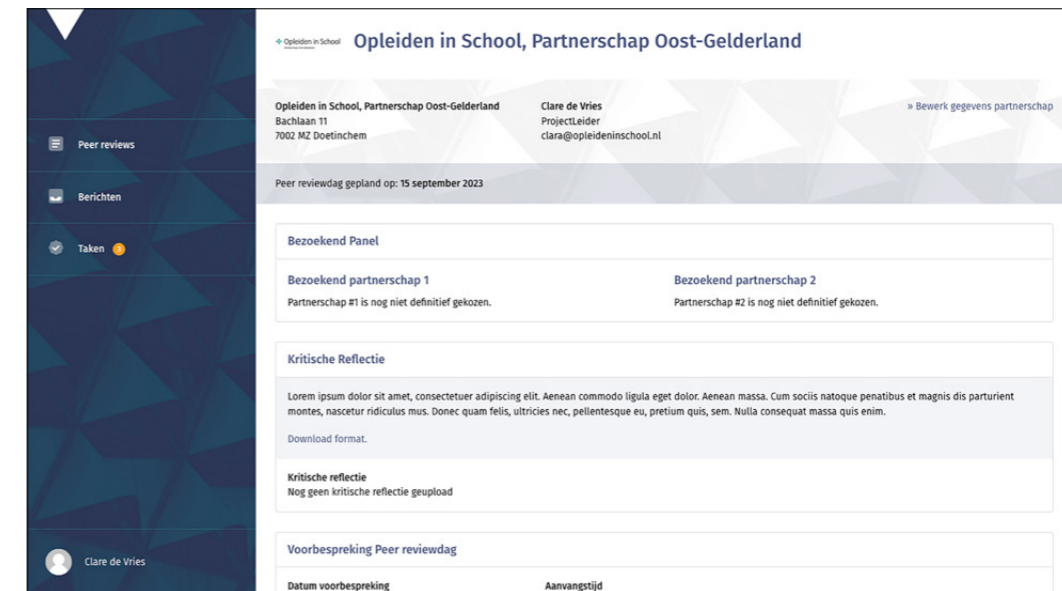 Opleiden in School
Opleiden in School, Partnerschap Oost-Gelderland
Opleiden in School, Partnerschap Oost-Gelderland
Bachlaan 11
7002 MZ Doetinchem
Clare de Vries
ProjectLeider
clara@opleideninschool.nl
» Bewerk gegevens partnerschap
Peer reviewdag gepland op: 15 september 2023
Peer reviews
Berichten
Taken 3
Bezoekend Panel
Bezoekend partnerschap 1
Partnerschap #1 is nog niet definitief gekozen.
Bezoekend partnerschap 2
Partnerschap #2 is nog niet definitief gekozen.
Kritische Reflectie
Lorem ipsum dolor sit amet, consectetuer adipiscing elit. Aenean commodo ligula eget dolor. Aenean massa. Cum sociis natoque penatibus et magnis dis parturient
montes, nascetur ridiculus mus. Donec quam felis, ultricies nec, pellentesque eu, pretium quis, sem. Nulla consequat massa quis enim.
Download format.
Kritische reflectie
Nog geen kritische reflectie geupload
Voorbespreking Peer reviewdag
Datum voorbespreking
Aanvangstijd
Clare de Vries